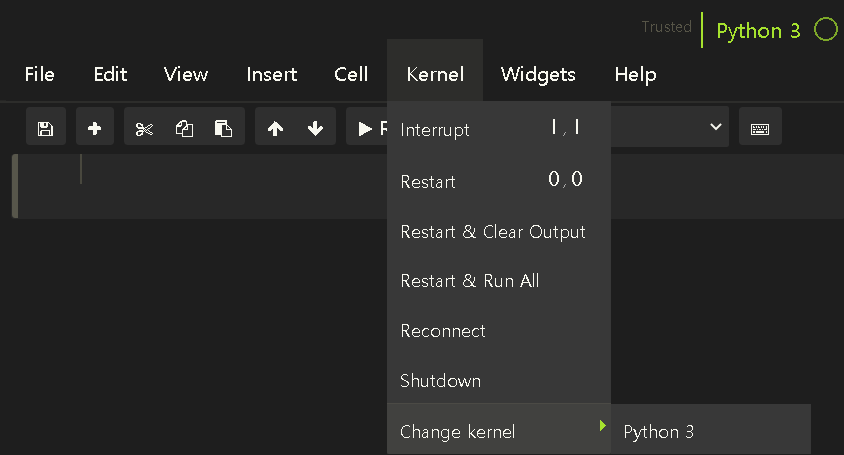 Trusted Python 3
File Edit View Insert Cell Kernel Widgets Help
R
Interrupt I,I
Restart 0,0
Restart & Clear Output
Restart & Run All
Reconnect
Shutdown
Change kernel Python 3